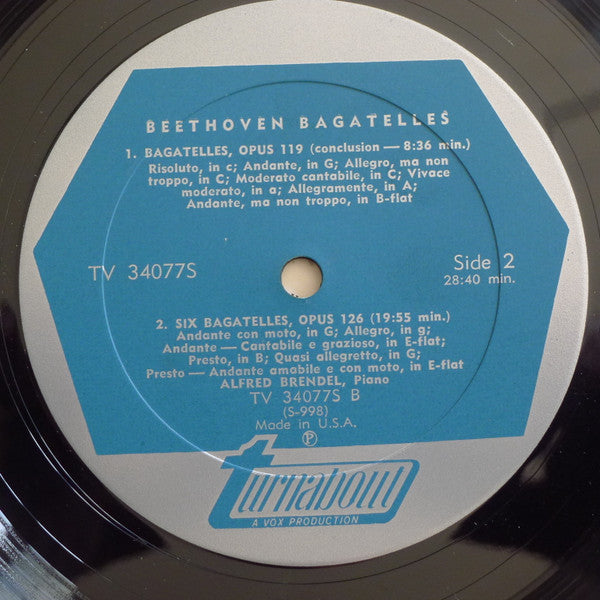 BEETHOVEN BAGATELLES
1. BAGATELLES, OPUS 119 (conclusion — 8:36 min.)
Risoluto, in c; Andante, in G; Allegro, ma non
troppo, in C; Moderato cantabile, in C; Vivace
moderato, in a; Allegramente, in A;
Andante, ma non troppo, in B-flat
TV 34077S
Side 2
28:40 min.
2. SIX BAGATELLES, OPUS 126 (19:55 min.)
Andante con moto, in G; Allegro, in g;
Andante — Cantabile e grazioso, in E-flat;
Presto, in B; Quasi allegretto, in G;
Presto — Andante amabile e con moto, in E-flat
ALFRED BRENDEL, Piano
TV 34077S B
(S-998)
Made in U.S.A.
℗
turnabout
A VOX PRODUCTION